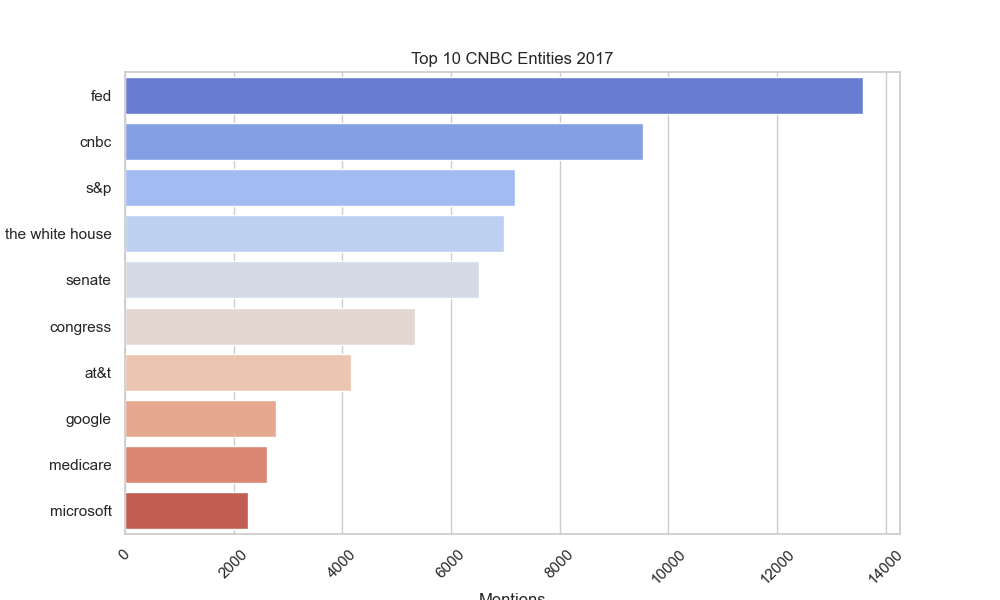 Top 10 CNBC Entities 2017
fed
cnbc
s&p
the white house
senate
congress
at&t
google
medicare
microsoft
0
2000
4000
6000
8000
10000
12000
14000
Mentions